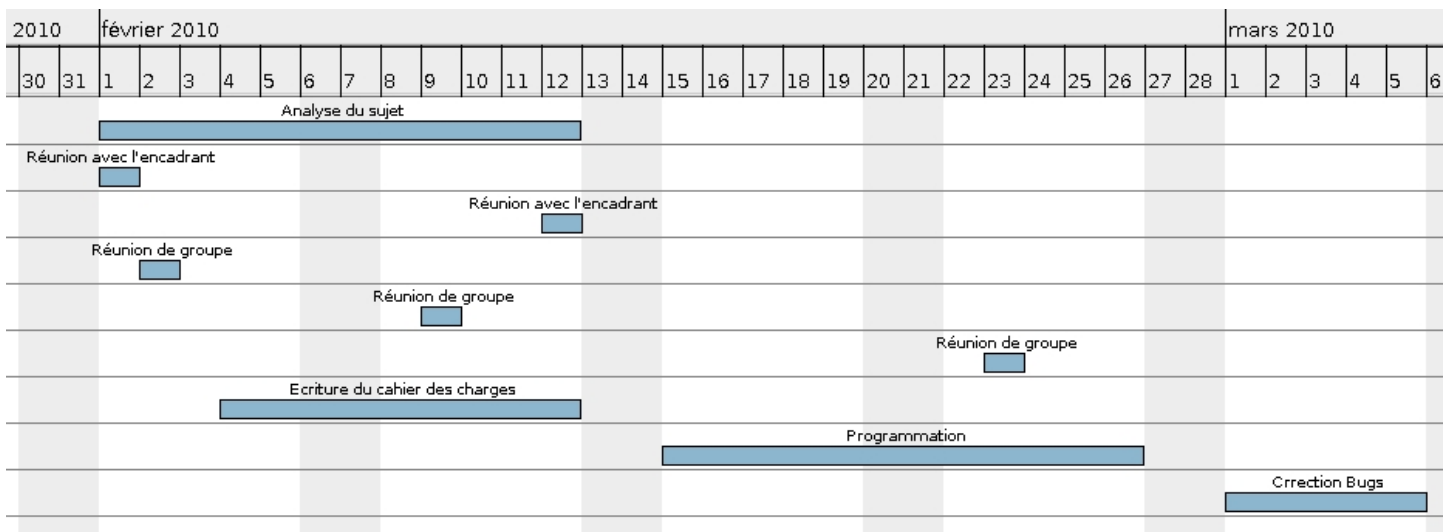 2010 février 2010 mars 2010
30 31 1 2 3 4 5 6 7 8 9 10 11 12 13 14 15 16 17 18 19 20 21 22 23 24 25 26 27 28 1 2 3 4 5 6
Analyse du sujet
Réunion avec l'encadrant
Réunion avec l'encadrant
Réunion de groupe
Réunion de groupe
Réunion de groupe
Ecriture du cahier des charges
Programmation
Crrection Bugs